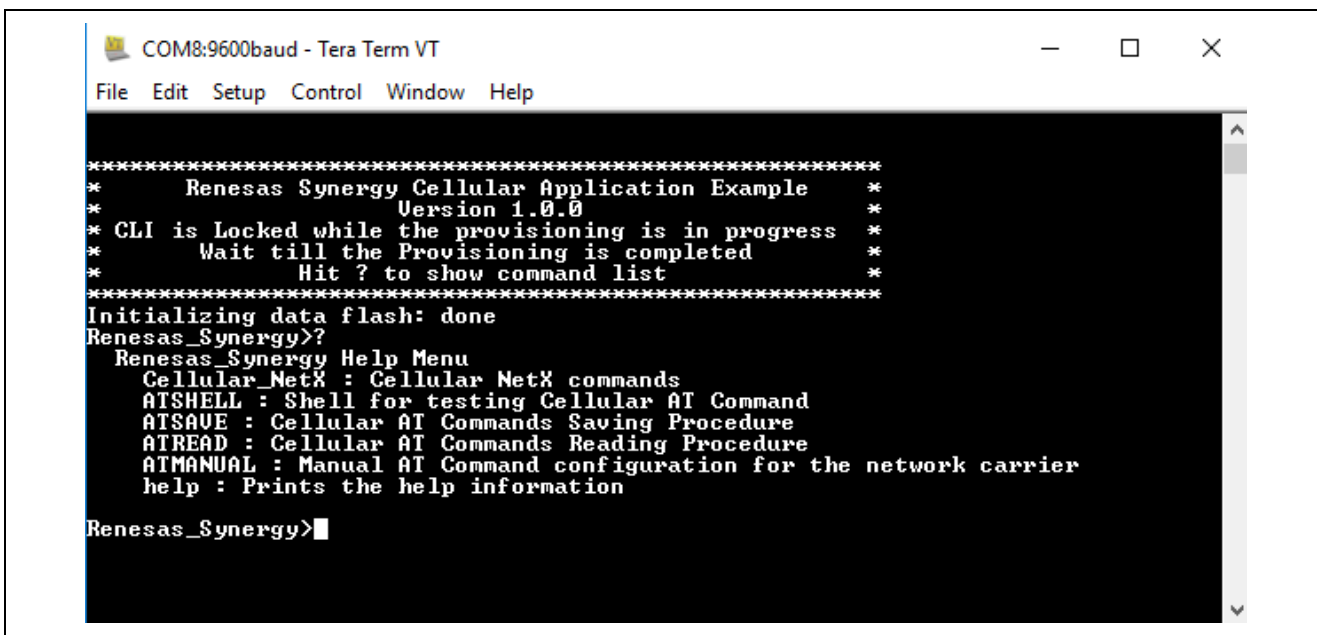 COM8:9600baud - Tera Term VT
File Edit Setup Control Window Help
*******************************************************
* Renesas Synergy Cellular Application Example *
* Version 1.0.0 *
* CLI is Locked while the provisioning is in progress *
* Wait till the Provisioning is completed *
* Hit ? to show command list *
*******************************************************
Initializing data flash: done
Renesas_Synergy>?
Renesas_Synergy Help Menu
Cellular_NetX : Cellular NetX commands
ATSHELL : Shell for testing Cellular AT Command
ATSAVE : Cellular AT Commands Saving Procedure
ATREAD : Cellular AT Commands Reading Procedure
ATMANUAL : Manual AT Command configuration for the network carrier
help : Prints the help information
Renesas_Synergy>